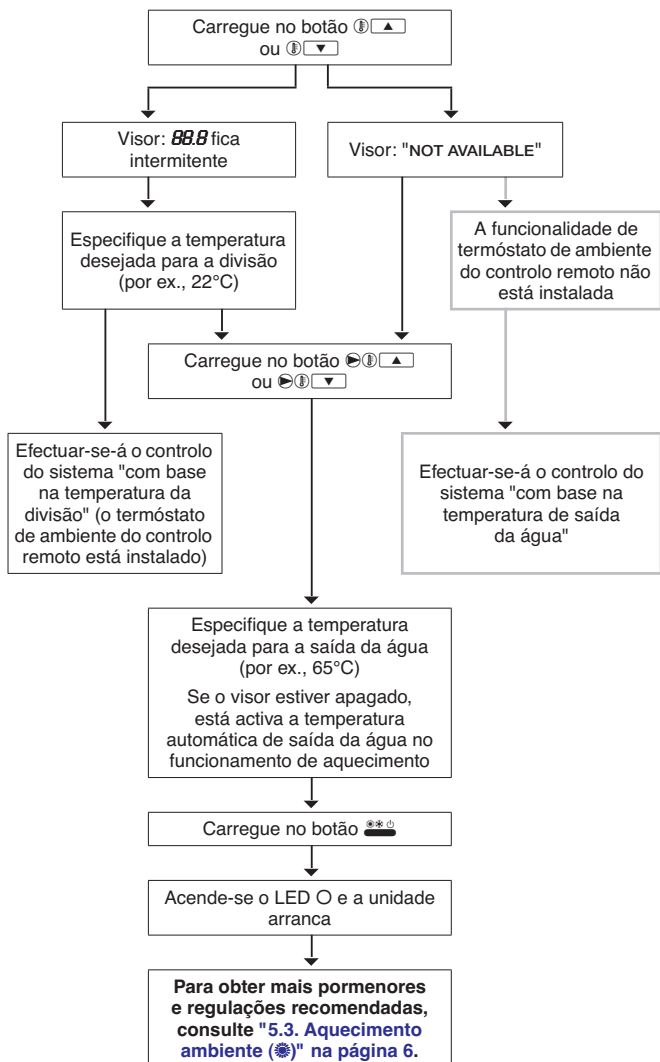 Carregue no botão ▲
ou ▼
Visor: 88.8 fica
intermitente
Visor: "NOT AVAILABLE"
Especifique a temperatura
desejada para a divisão
(por ex., 22°C)
A funcionalidade de
termóstato de ambiente
do controlo remoto não
está instalada
Carregue no botão ▲
ou ▼
Efectuar-se-á o controlo
do sistema "com base
na temperatura da
divisão" (o termóstato
de ambiente do controlo
remoto está instalado)
Efectuar-se-á o controlo do
sistema "com base na
temperatura de saída
da água"
Especifique a temperatura
desejada para a saída da água
(por ex., 65°C)
Se o visor estiver apagado,
está activa a temperatura
automática de saída da água no
funcionamento de aquecimento
Carregue no botão
Acende-se o LED O e a unidade
arranca
Para obter mais pormenores
e regulações recomendadas,
consulte "5.3. Aquecimento
ambiente (☀)" na página 6.